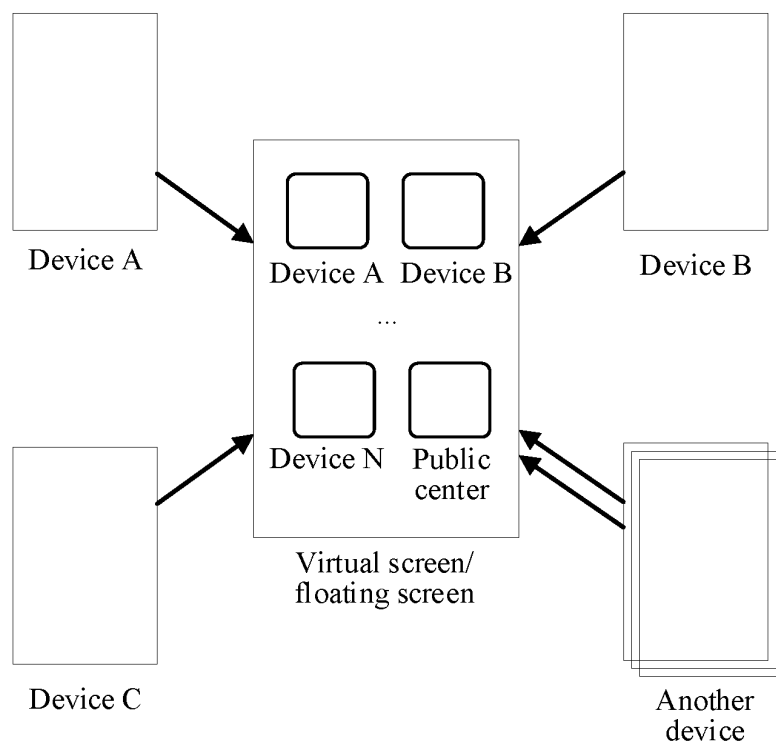 Device A
Device B
Device A
Device B
...
Device N
Public
center
Virtual screen/
floating screen
Device C
Another
device